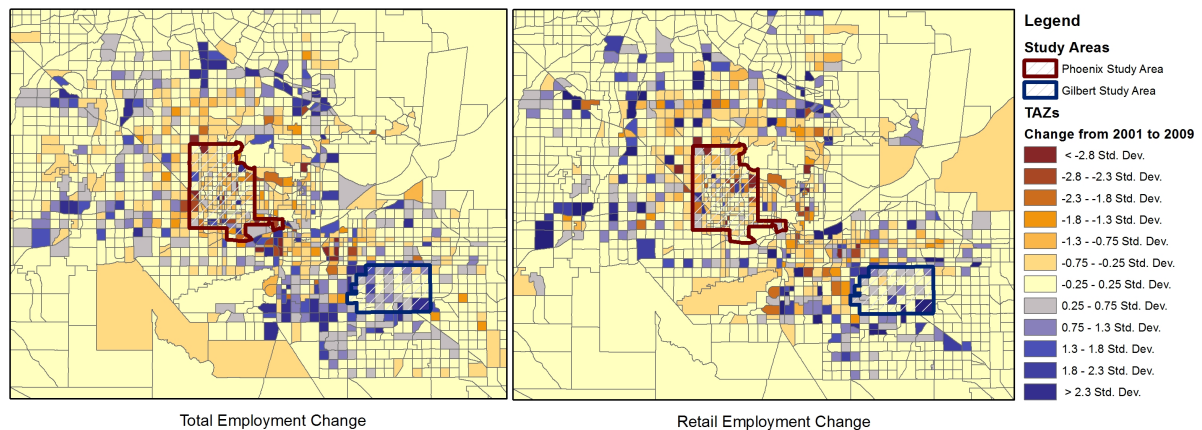 Legend
Study Areas
Phoenix Study Area
Gilbert Study Area
TAZs
Change from 2001 to 2009
< -2.8 Std. Dev.
-2.8 - -2.3 Std. Dev.
-2.3 - -1.8 Std. Dev.
-1.8 - -1.3 Std. Dev.
-1.3 - -0.75 Std. Dev.
-0.75 - -0.25 Std. Dev.
-0.25 - 0.25 Std. Dev.
0.25 - 0.75 Std. Dev.
0.75 - 1.3 Std. Dev.
1.3 - 1.8 Std. Dev.
1.8 - 2.3 Std. Dev.
> 2.3 Std. Dev.
Total Employment Change
Retail Employment Change